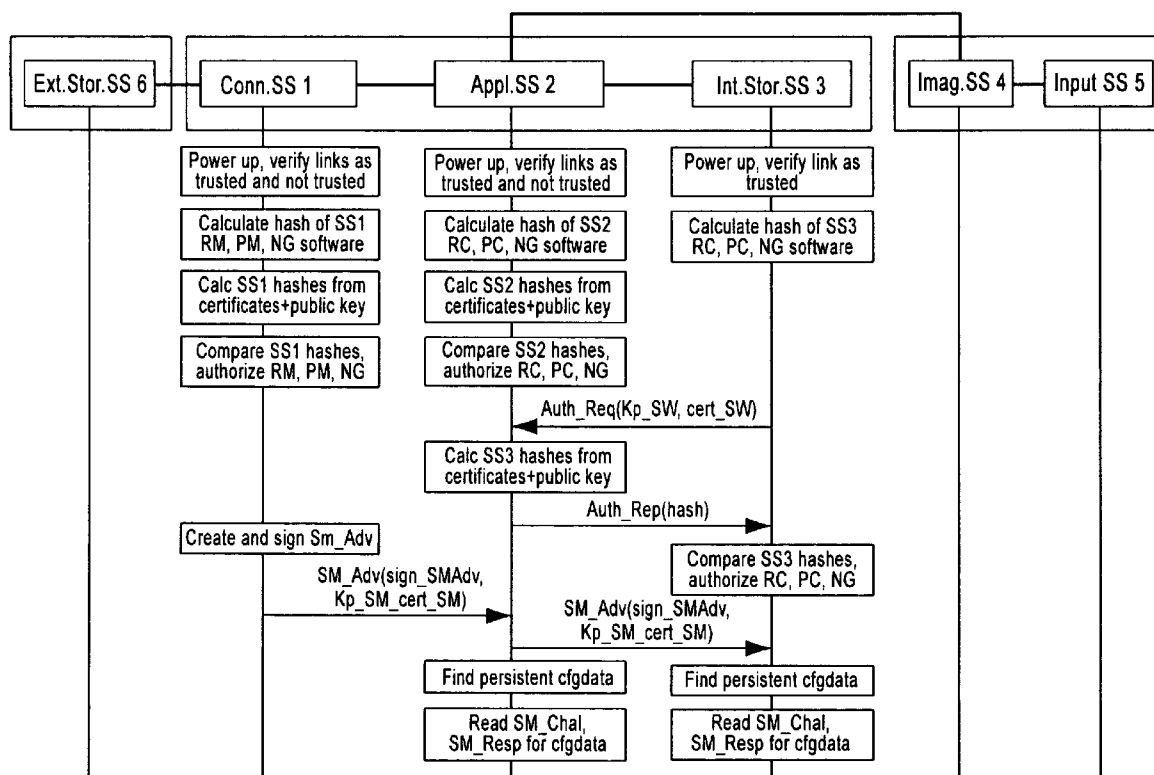 Ext.Stor.SS 6
Conn.SS 1
Appl.SS 2
Int.Stor.SS 3
Imag.SS 4
Input SS 5
Power up, verify links as
trusted and not trusted
Power up, verify links as
trusted and not trusted
Power up, verify link as
trusted
Calculate hash of SS1
RM, PM, NG software
Calculate hash of SS2
RC, PC, NG software
Calculate hash of SS3
RC, PC, NG software
Calc SS1 hashes from
certificates+public key
Calc SS2 hashes from
certificates+public key
Compare SS1 hashes,
authorize RM, PM, NG
Compare SS2 hashes,
authorize RC, PC, NG
Auth_Req(Kp_SW, cert_SW)
Calc SS3 hashes from
certificates+public key
Auth_Rep(hash)
Create and sign Sm_Adv
Compare SS3 hashes,
authorize RC, PC, NG
SM_Adv(sign_SMAdv,
Kp_SM_cert_SM)
SM_Adv(sign_SMAdv,
Kp_SM_cert_SM)
Find persistent cfgdata
Find persistent cfgdata
Read SM_Chal,
SM_Resp for cfgdata
Read SM_Chal,
SM_Resp for cfgdata